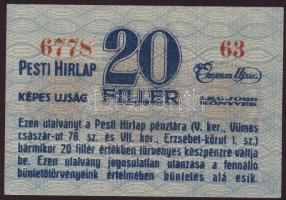 6778 20 63
PESTI HIRLAP
KÉPES UJSÁG FILLÉR LEGJOBB
KÖNYVEK
Ezen utalványt a Pesti Hirlap pénztára (V. ker., Vilmos
császár-ut 78. sz. és VII. ker., Erzsébet-körut 1. sz.)
bármikor 20 fillér értékben törvényes készpénzre váltja
be. Ezen utalvány jogosulatlan utánzása a fennálló
büntetőtörvényeink értelmében büntetés alá esik.